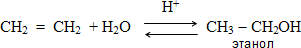 H⁺
CH₂ = CH₂ + H₂O ⇌ CH₃ – CH₂OH
этанол